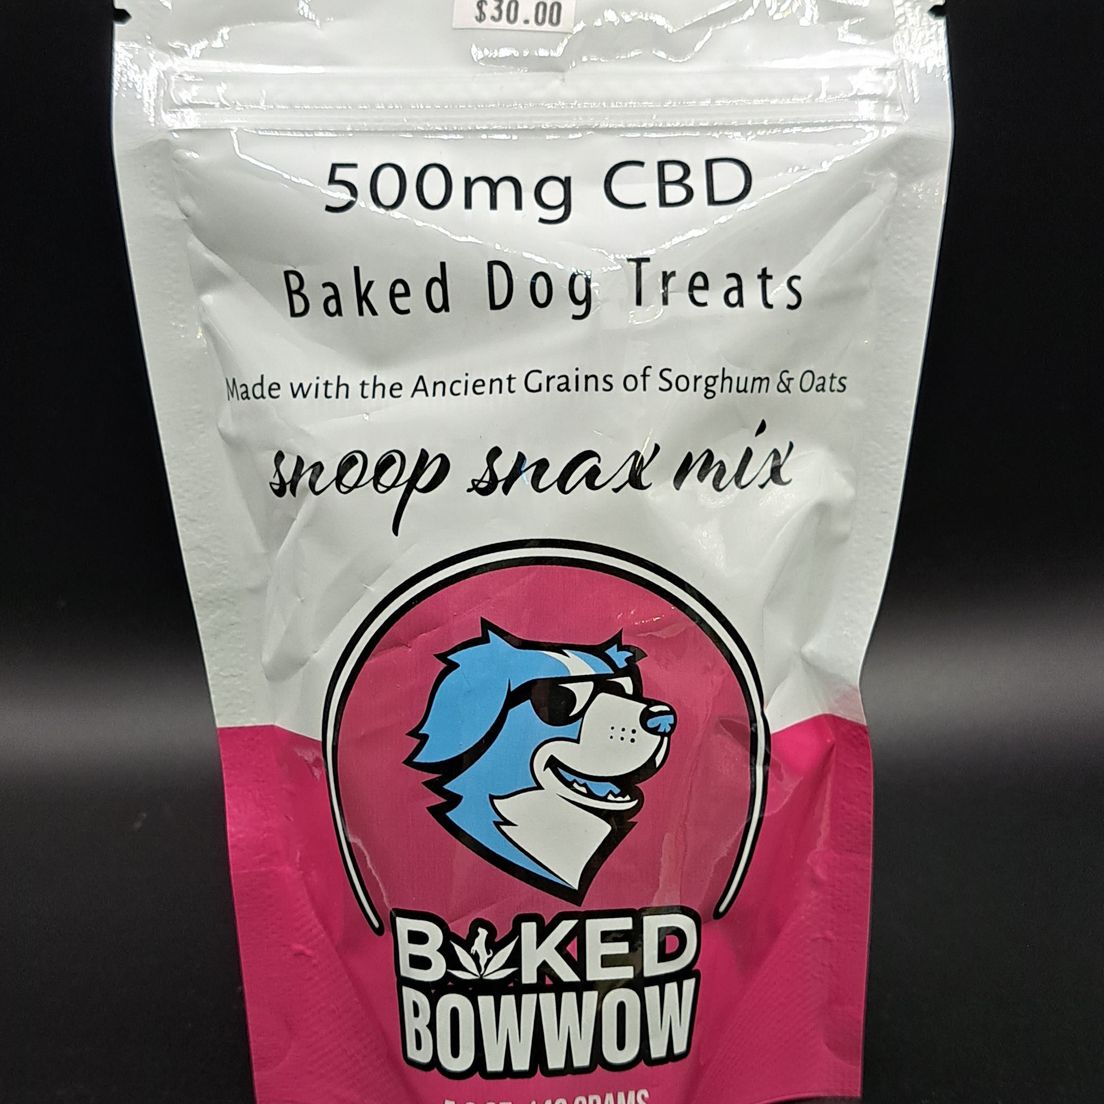 $30.00
500mg CBD
Baked Dog Treats
Made with the Ancient Grains of Sorghum & Oats
snoop snax mix
BAKED
BOWWOW
GRAMS